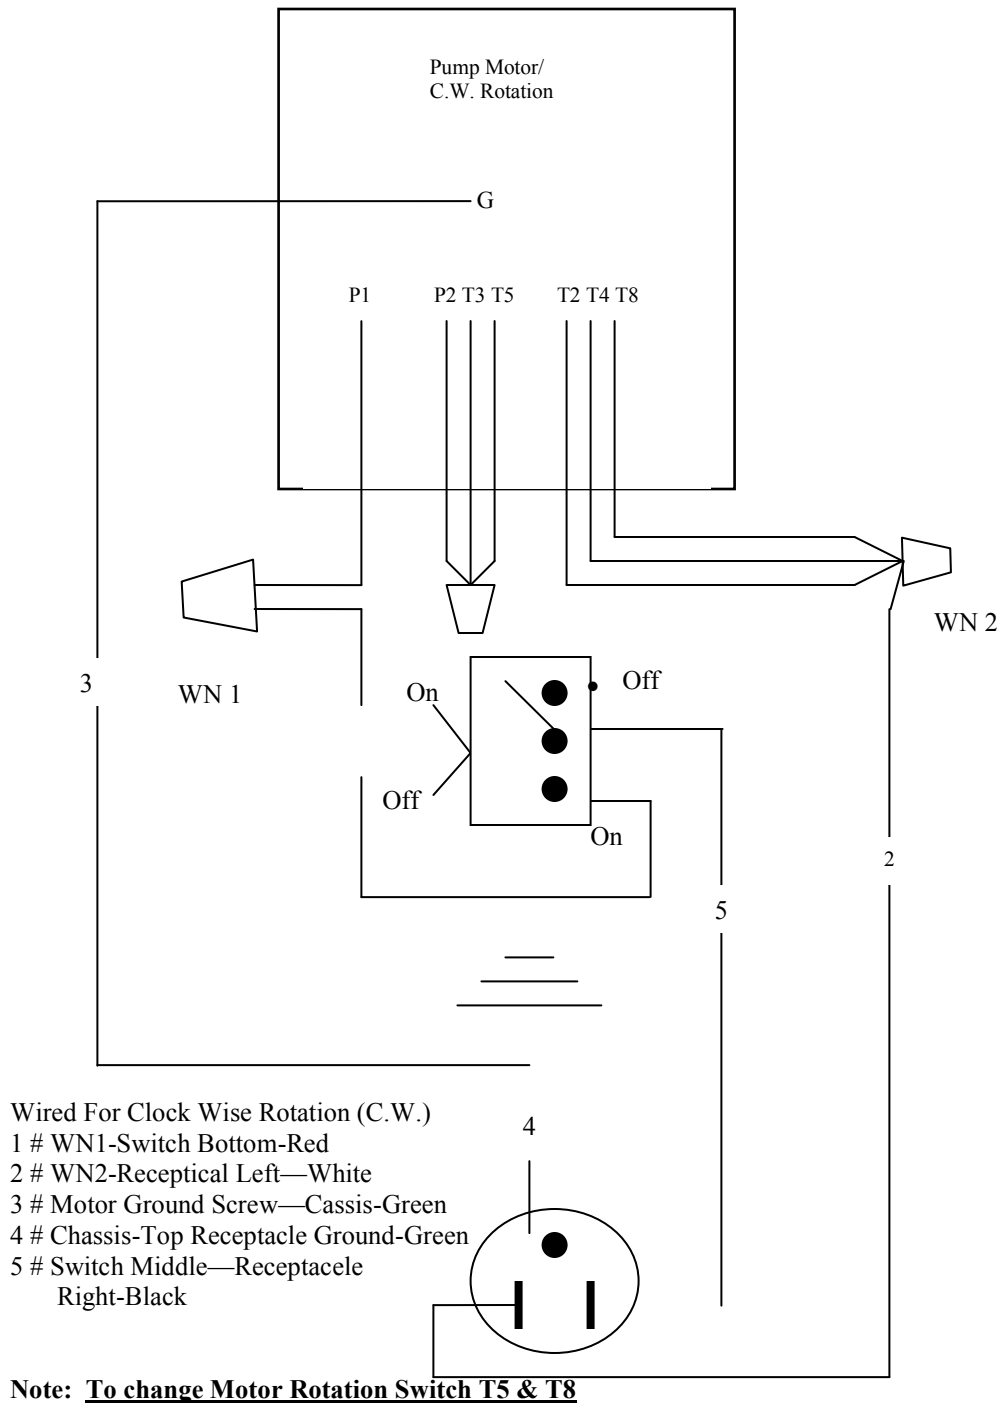 Pump Motor/
C.W. Rotation
G
P1
P2 T3 T5
T2 T4 T8
WN 2
3
WN 1
On
Off
Off
On
2
5
Wired For Clock Wise Rotation (C.W.)
1 # WN1-Switch Bottom-Red
2 # WN2-Receptical Left—White
3 # Motor Ground Screw—Cassis-Green
4 # Chassis-Top Receptacle Ground-Green
5 # Switch Middle—Receptacele
Right-Black
4
Note: To change Motor Rotation Switch T5 & T8